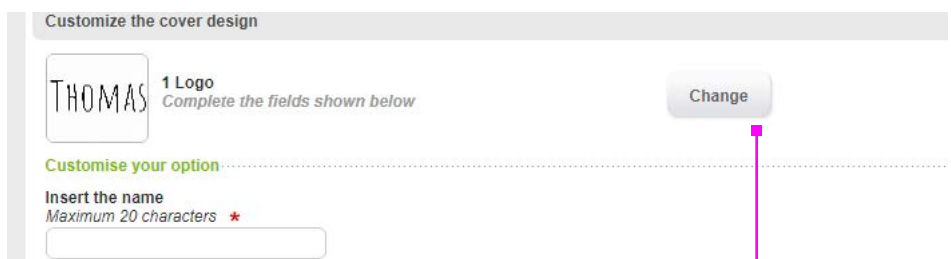 Customize the cover design
THOMAS
1 Logo
Complete the fields shown below
Change
Customise your option
Insert the name
Maximum 20 characters *